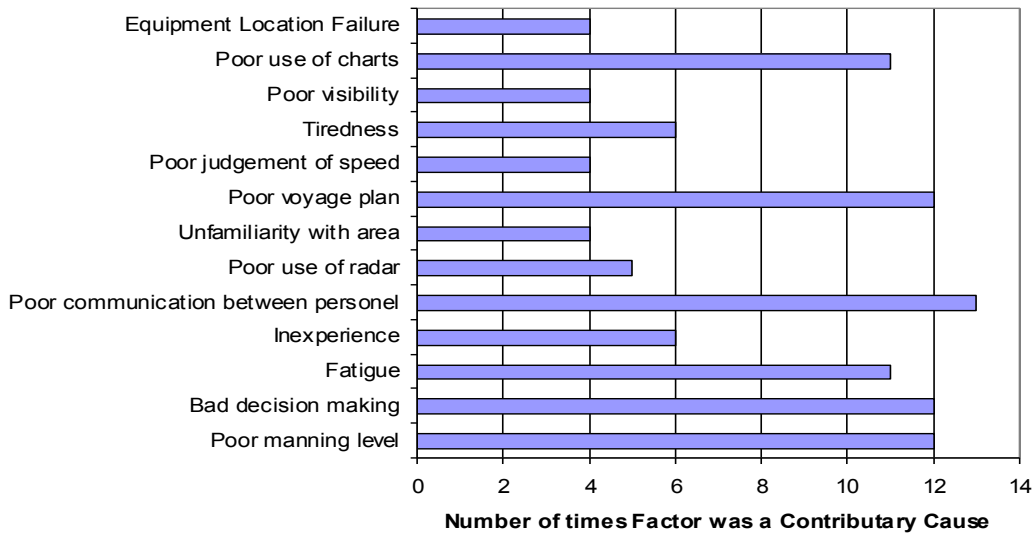 Equipment Location Failure
Poor use of charts
Poor visibility
Tiredness
Poor judgement of speed
Poor voyage plan
Unfamiliarity with area
Poor use of radar
Poor communication between personel
Inexperience
Fatigue
Bad decision making
Poor manning level
0 2 4 6 8 10 12 14
Number of times Factor was a Contributary Cause